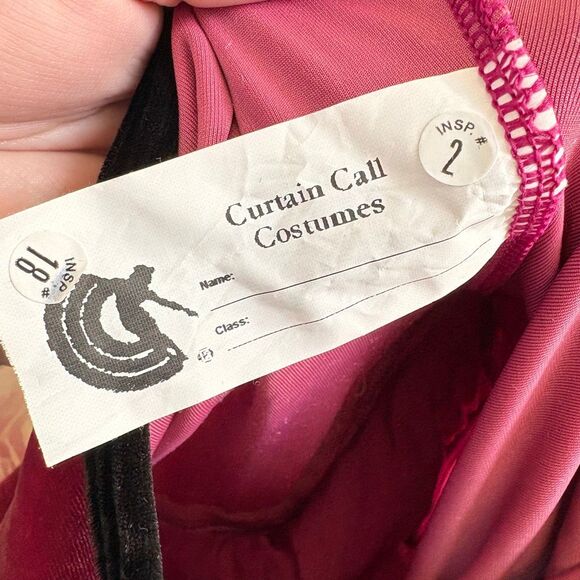 INSP.
#
2
Curtain Call
Costumes
INSP.
#
18
Name:
Class: